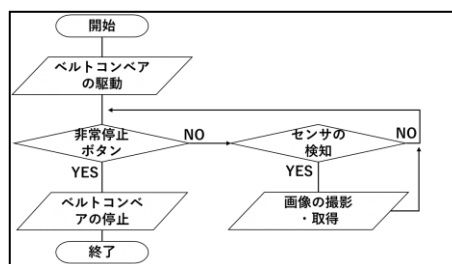 開始
ベルトコンベア
の駆動
非常停止
ボタン
NO
センサの
検知
NO
YES
YES
ベルトコンベ
アの停止
画像の撮影
・取得
終了